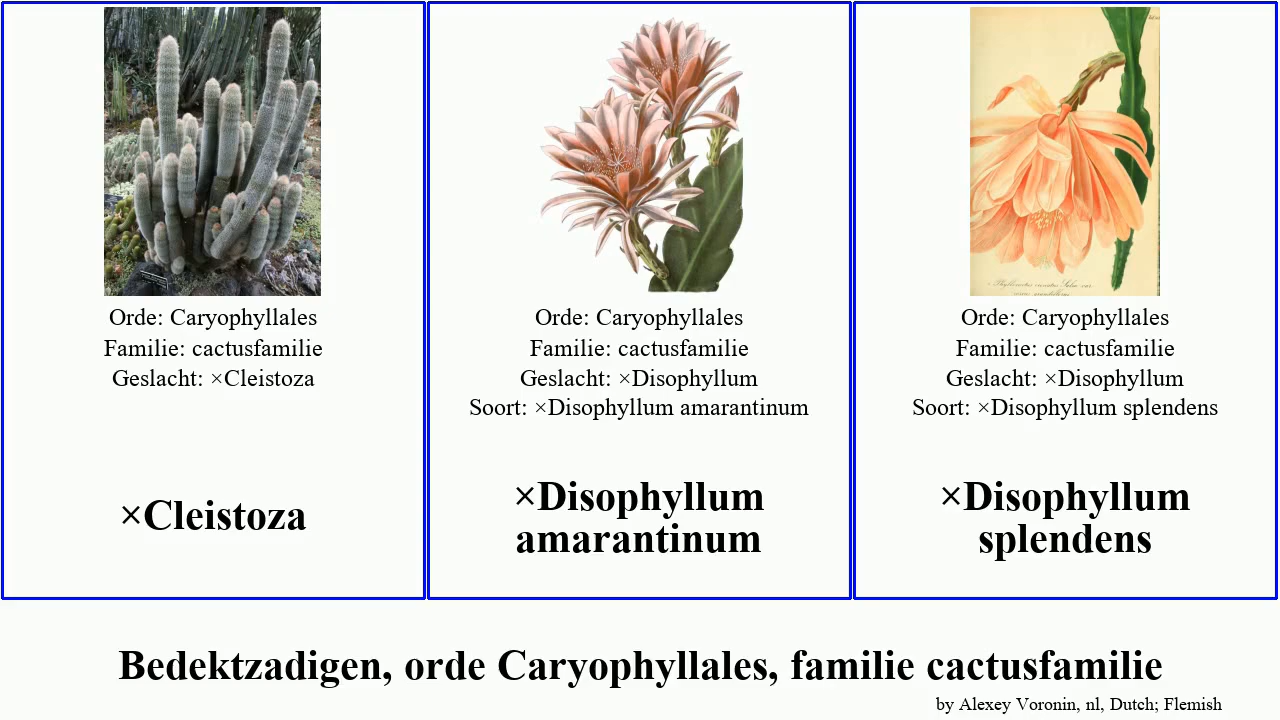 Orde: Caryophyllales
Familie: cactusfamilie
Geslacht: ×Cleistoza
×Cleistoza
Orde: Caryophyllales
Familie: cactusfamilie
Geslacht: ×Disophyllum
Soort: ×Disophyllum amarantinum
×Disophyllum
amarantinum
Orde: Caryophyllales
Familie: cactusfamilie
Geslacht: ×Disophyllum
Soort: ×Disophyllum splendens
×Disophyllum
splendens
Bedektzadigen, orde Caryophyllales, familie cactusfamilie
by Alexey Voronin, nl, Dutch; Flemish